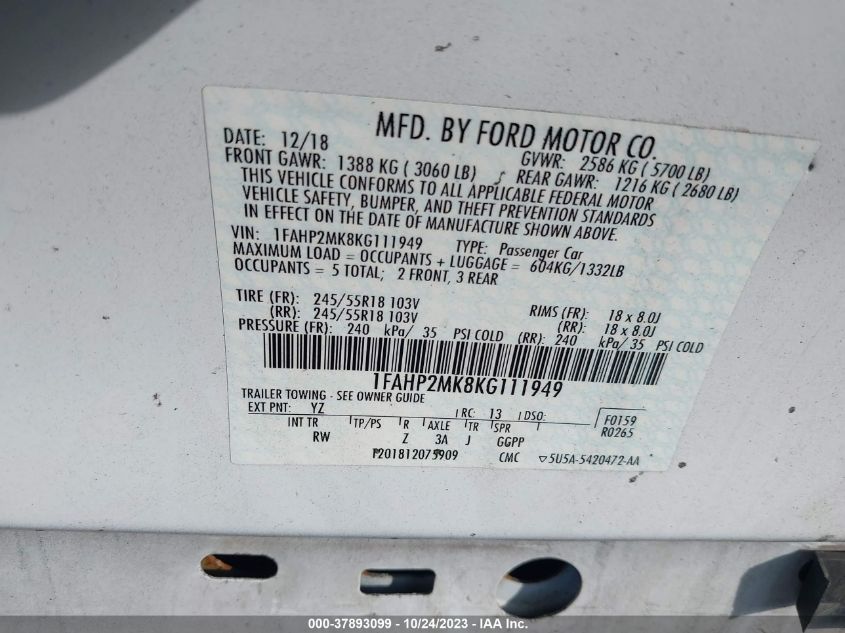 MFD. BY FORD MOTOR CO.
DATE: 12/18 GVWR: 2586 KG ( 5700 LB)
FRONT GAWR: 1388 KG ( 3060 LB) REAR GAWR: 1216 KG ( 2680 LB)
THIS VEHICLE CONFORMS TO ALL APPLICABLE FEDERAL MOTOR
VEHICLE SAFETY, BUMPER, AND THEFT PREVENTION STANDARDS
IN EFFECT ON THE DATE OF MANUFACTURE SHOWN ABOVE.
VIN: 1FAHP2MK8KG111949 TYPE: Passenger Car
MAXIMUM LOAD = OCCUPANTS + LUGGAGE = 604KG/1332LB
OCCUPANTS = 5 TOTAL; 2 FRONT, 3 REAR
TIRE (FR): 245/55R18 103V RIMS (FR): 18 x 8.0J
(RR): 245/55R18 103V (RR): 18 x 8.0J
PRESSURE (FR): 240 kPa/ 35 PSI COLD (RR): 240 kPa/ 35 PSI COLD
1FAHP2MK8KG111949
TRAILER TOWING - SEE OWNER GUIDE
EXT PNT: YZ RC: 13 DSO: F0159
INT TR TP/PS R AXLE TR SPR R0265
RW Z 3A J GGPP
CMC ▽5U5A-5420472-AA
000-37893099 - 10/24/2023 - IAA Inc.